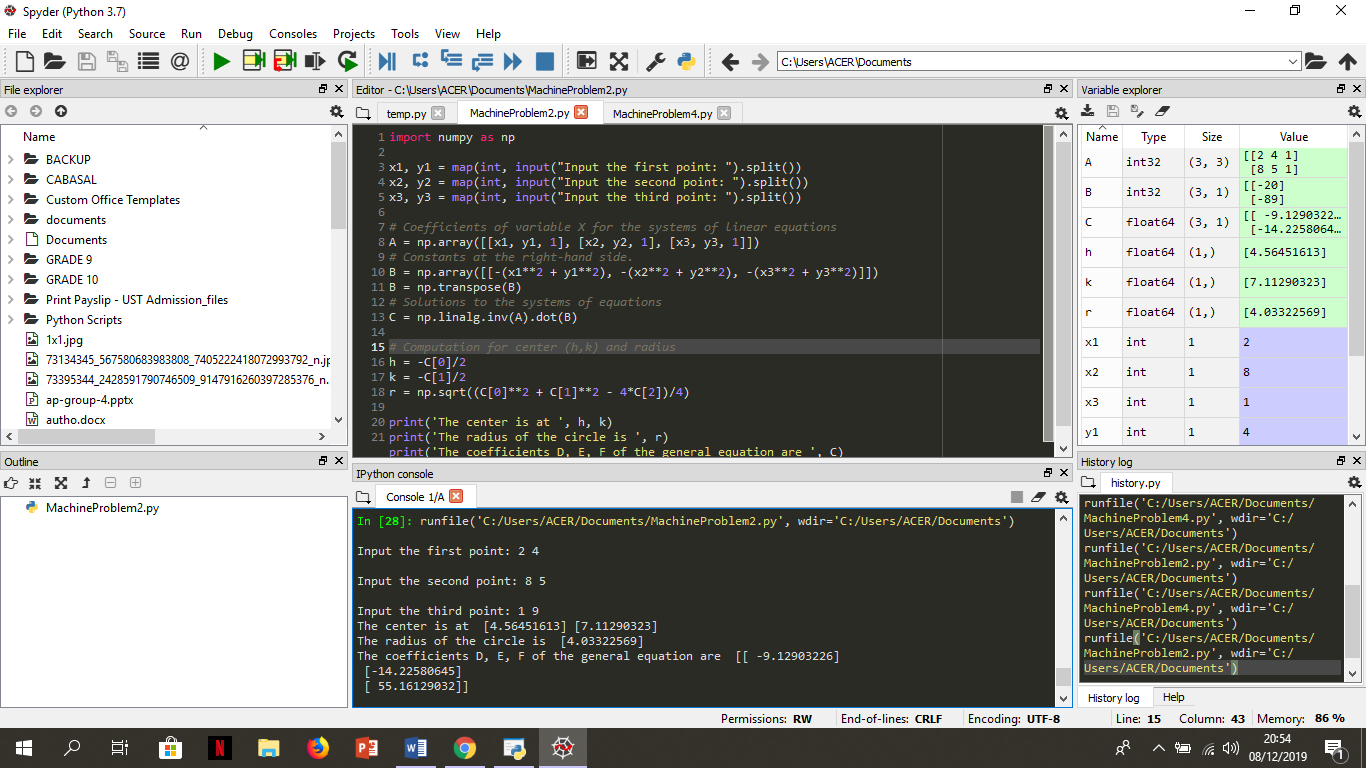 Spyder (Python 3.7)
File Edit Search Source Run Debug Consoles Projects Tools View Help
C:\Users\ACER\Documents
File explorer
Name
BACKUP
CABASAL
Custom Office Templates
documents
Documents
GRADE 9
GRADE 10
Print Payslip - UST Admission_files
Python Scripts
1x1.jpg
73134345_567580683983808_7405222418072993792_n.jp
73395344_2428591790746509_9147916260397285376_n.
ap-group-4.pptx
autho.docx
Outline
MachineProblem2.py
Editor - C:\Users\ACER\Documents\MachineProblem2.py
temp.py MachineProblem2.py MachineProblem4.py
1 import numpy as np
2
3 x1, y1 = map(int, input("Input the first point: ").split())
4 x2, y2 = map(int, input("Input the second point: ").split())
5 x3, y3 = map(int, input("Input the third point: ").split())
6
7 # Coefficients of variable X for the systems of linear equations
8 A = np.array([[x1, y1, 1], [x2, y2, 1], [x3, y3, 1]])
9 # Constants at the right-hand side.
10 B = np.array([[-(x1**2 + y1**2), -(x2**2 + y2**2), -(x3**2 + y3**2)]])
11 B = np.transpose(B)
12 # Solutions to the systems of equations
13 C = np.linalg.inv(A).dot(B)
14
15 # Computation for center (h,k) and radius
16 h = -C[0]/2
17 k = -C[1]/2
18 r = np.sqrt((C[0]**2 + C[1]**2 - 4*C[2])/4)
19
20 print('The center is at ', h, k)
21 print('The radius of the circle is ', r)
print('The coefficients D, E, F of the general equation are ', C)
IPython console
Console 1/A
In [28]: runfile('C:/Users/ACER/Documents/MachineProblem2.py', wdir='C:/Users/ACER/Documents')
Input the first point: 2 4
Input the second point: 8 5
Input the third point: 1 9
The center is at  [4.56451613] [7.11290323]
The radius of the circle is  [4.03322569]
The coefficients D, E, F of the general equation are  [[ -9.12903226]
[-14.22580645]
[ 55.16129032]]
Variable explorer
Name Type Size Value
A int32 (3, 3) [[2 4 1]
[8 5 1]
B int32 (3, 1) [[-20]
[-89]
C float64 (3, 1) [[ -9.1290322…
[-14.2258064…
h float64 (1,) [4.56451613]
k float64 (1,) [7.11290323]
r float64 (1,) [4.03322569]
x1 int 1 2
x2 int 1 8
x3 int 1 1
y1 int 1 4
History log
history.py
runfile('C:/Users/ACER/Documents/
MachineProblem4.py', wdir='C:/
Users/ACER/Documents')
runfile('C:/Users/ACER/Documents/
MachineProblem2.py', wdir='C:/
Users/ACER/Documents')
runfile('C:/Users/ACER/Documents/
MachineProblem4.py', wdir='C:/
Users/ACER/Documents')
runfile('C:/Users/ACER/Documents/
MachineProblem2.py', wdir='C:/
Users/ACER/Documents')
History log Help
Permissions: RW End-of-lines: CRLF Encoding: UTF-8 Line: 15 Column: 43 Memory: 86 %
20:54
08/12/2019
1